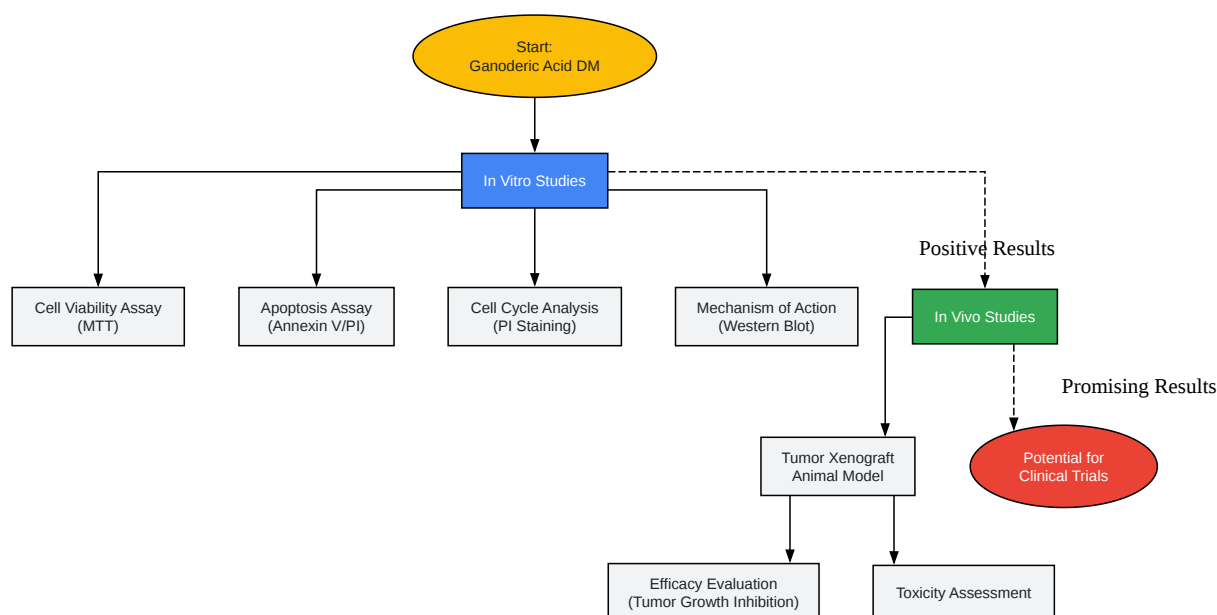 Start:
Ganoderic Acid DM
In Vitro Studies
Positive Results
Cell Viability Assay
(MTT)
Apoptosis Assay
(Annexin V/PI)
Cell Cycle Analysis
(PI Staining)
Mechanism of Action
(Western Blot)
In Vivo Studies
Promising Results
Tumor Xenograft
Animal Model
Potential for
Clinical Trials
Efficacy Evaluation
(Tumor Growth Inhibition)
Toxicity Assessment